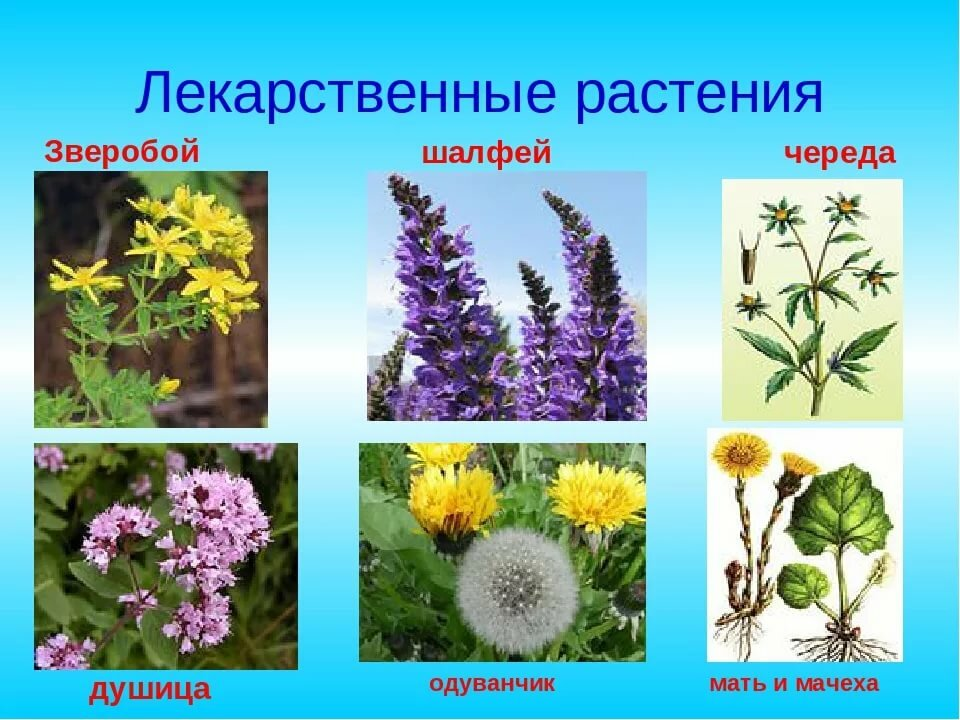 Лекарственные растения
Зверобой
шалфей
череда
душица
одуванчик
мать и мачеха